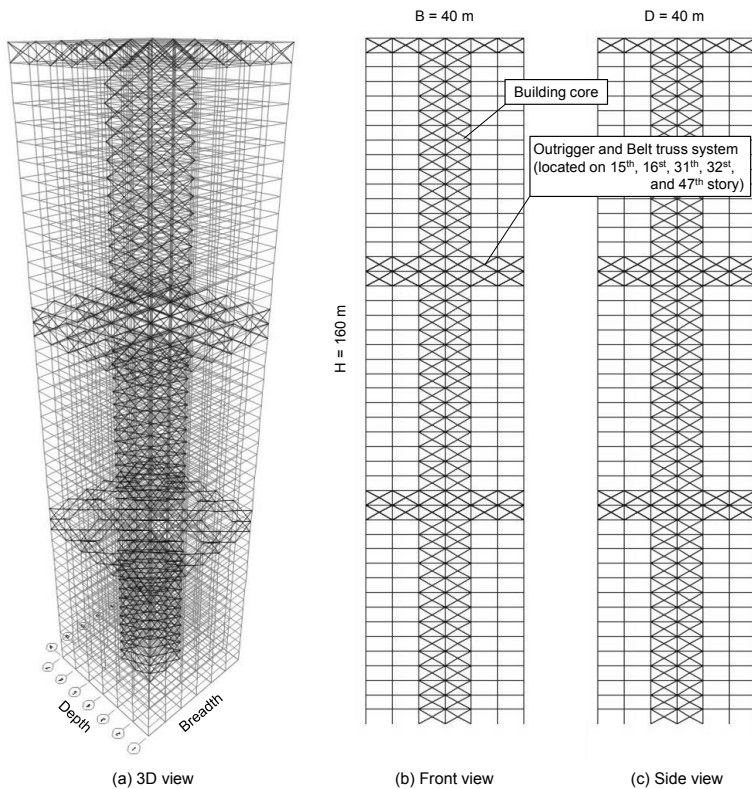 B = 40 m
D = 40 m
Building core
Outrigger and Belt truss system
(located on 15th, 16st, 31th, 32st,
and 47th story)
H = 160 m
Depth
Breadth
(a) 3D view
(b) Front view
(c) Side view